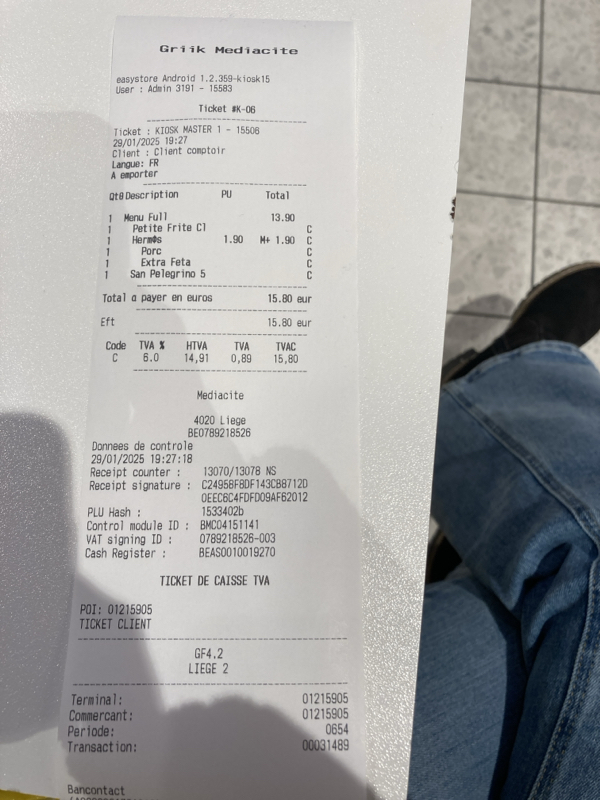 Griik Mediacite
easystore Android 1.2.359-kiosk15
User : Admin 3191 - 15583
Ticket #K-06
Ticket : KIOSK MASTER 1 - 15506
29/01/2025 19:27
Client : Client comptoir
Langue: FR
A emporter
Qté Description PU Total
1 Menu Full 13.90
1 Petite Frite Cl C
1 1.90 M+ 1.90 C
1 Porc C
1 Extra Feta C
1 San Pelegrino 5 C
Total a payer en euros 15.80 eur
Eft 15.80 eur
Code TVA % HTVA TVA TVAC
C 6.0 14,91 0,89 15,80
Mediacite
4020 Liege
BE0789218526
Donnees de controle
29/01/2025 19:27:18
Receipt counter : 13070/13078 NS
Receipt signature : C24958F8DF143CB8712D
0EEC6C4FDFD09AF62012
PLU Hash : 1533402b
Control module ID : BMC04151141
VAT signing ID : 0789218526-003
Cash Register : BEAS0010019270
TICKET DE CAISSE TVA
POI: 01215905
TICKET CLIENT
GF4.2
LIEGE 2
Terminal: 01215905
Commercant: 01215905
Periode: 0654
Transaction: 00031489
Bancontact